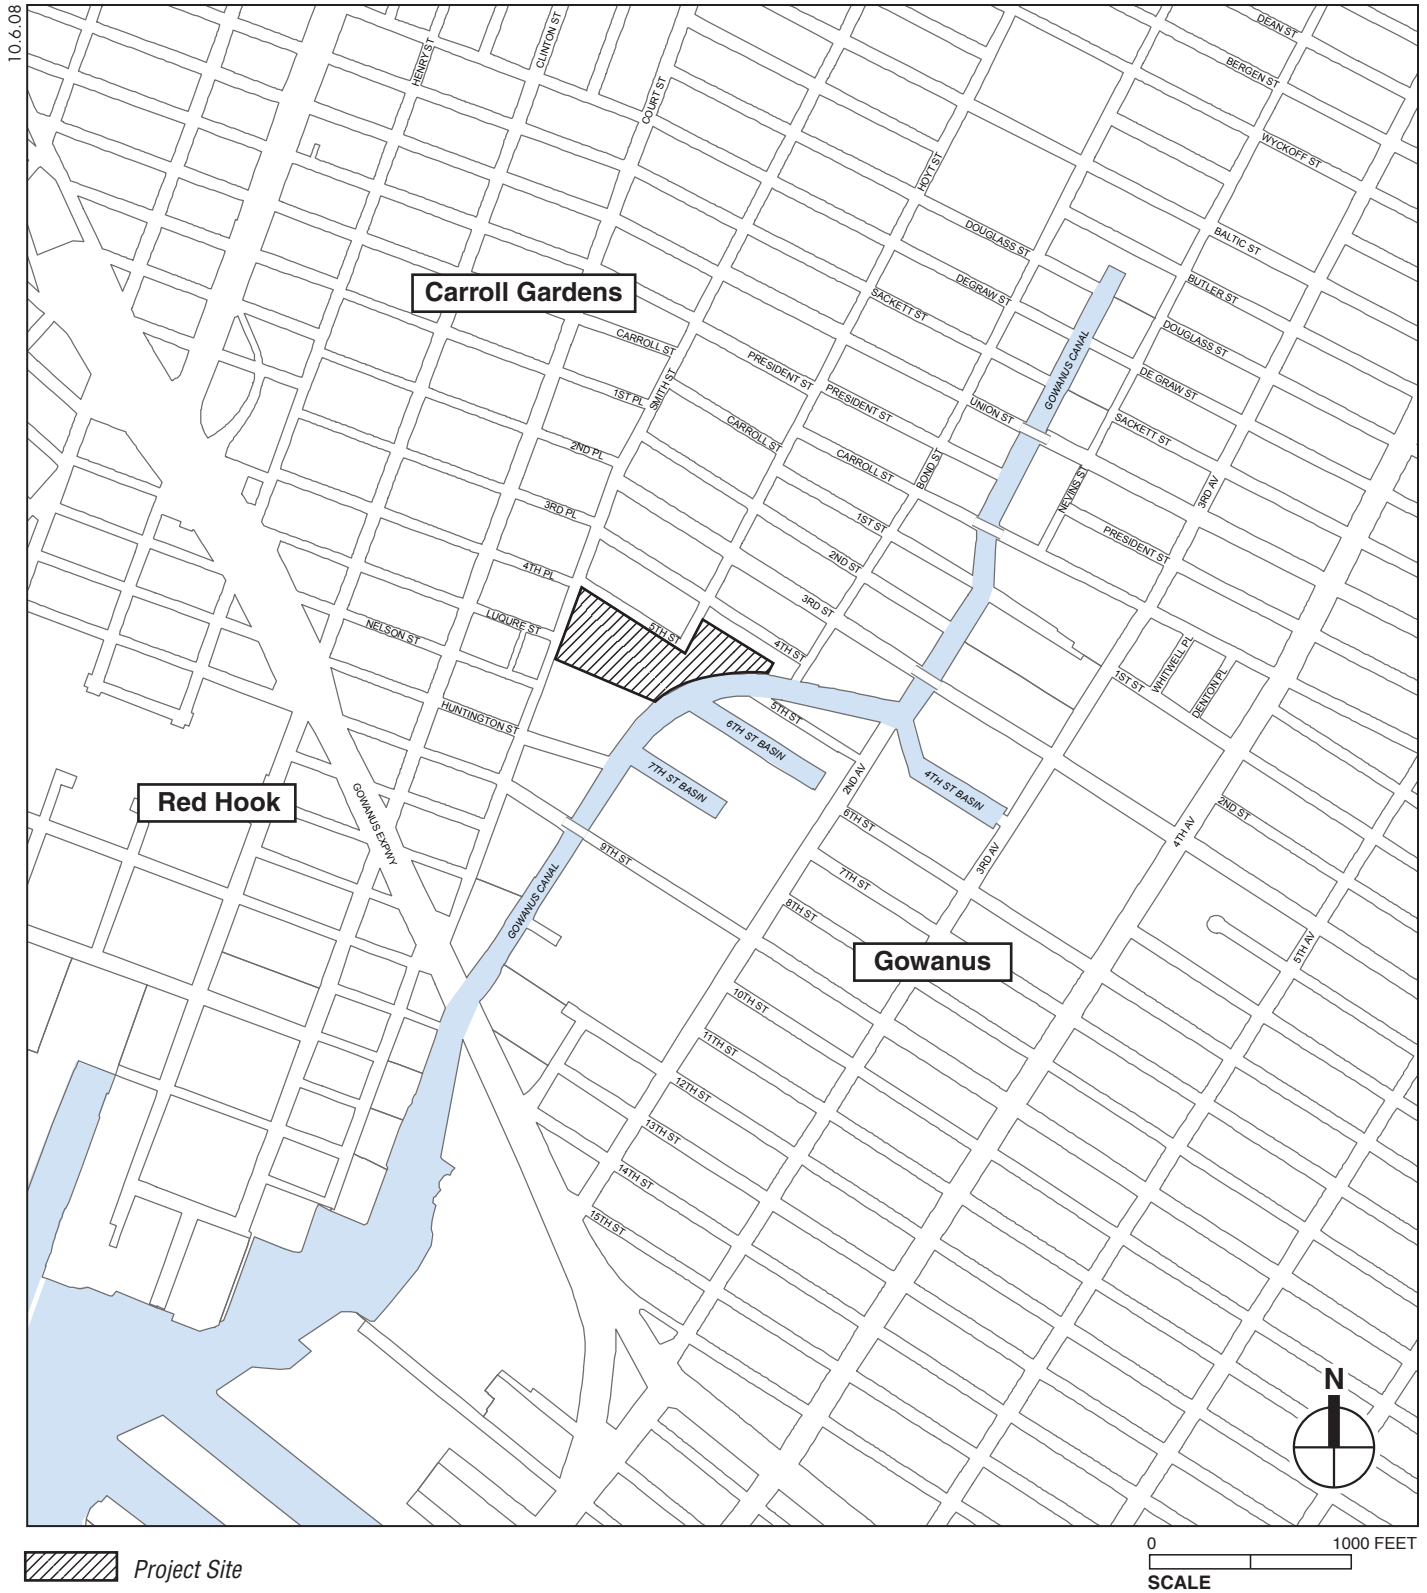 10.6.08
DEAN ST
HENRY ST
CLINTON ST
BERGEN ST
COURT ST
WYCKOFF ST
HOYT ST
DOUGLASS ST
BALTIC ST
Carroll Gardens
DEGRAW ST
SACKETT ST
BUTLER ST
DOUGLASS ST
CARROLL ST
GOWANUS CANAL
PRESIDENT ST
1ST PL
SMITH ST
DE GRAW ST
PRESIDENT ST
UNION ST
SACKETT ST
CARROLL ST
2ND PL
CARROLL ST
BOND ST
NEVINS ST
3RD AV
3RD PL
1ST ST
PRESIDENT ST
2ND ST
4TH PL
3RD ST
LUQURE ST
NELSON ST
5TH ST
4TH ST
WHITWELL PL
1ST ST
DENTON PL
HUNTINGTON ST
5TH ST
6TH ST BASIN
7TH ST BASIN
2ND AV
4TH ST BASIN
Red Hook
GOWANUS EXPWY
2ND ST
6TH ST
4TH AV
9TH ST
3RD AV
7TH ST
GOWANUS CANAL
8TH ST
5TH AV
Gowanus
10TH ST
11TH ST
12TH ST
13TH ST
14TH ST
15TH ST
N
Project Site
0 1000 FEET
SCALE